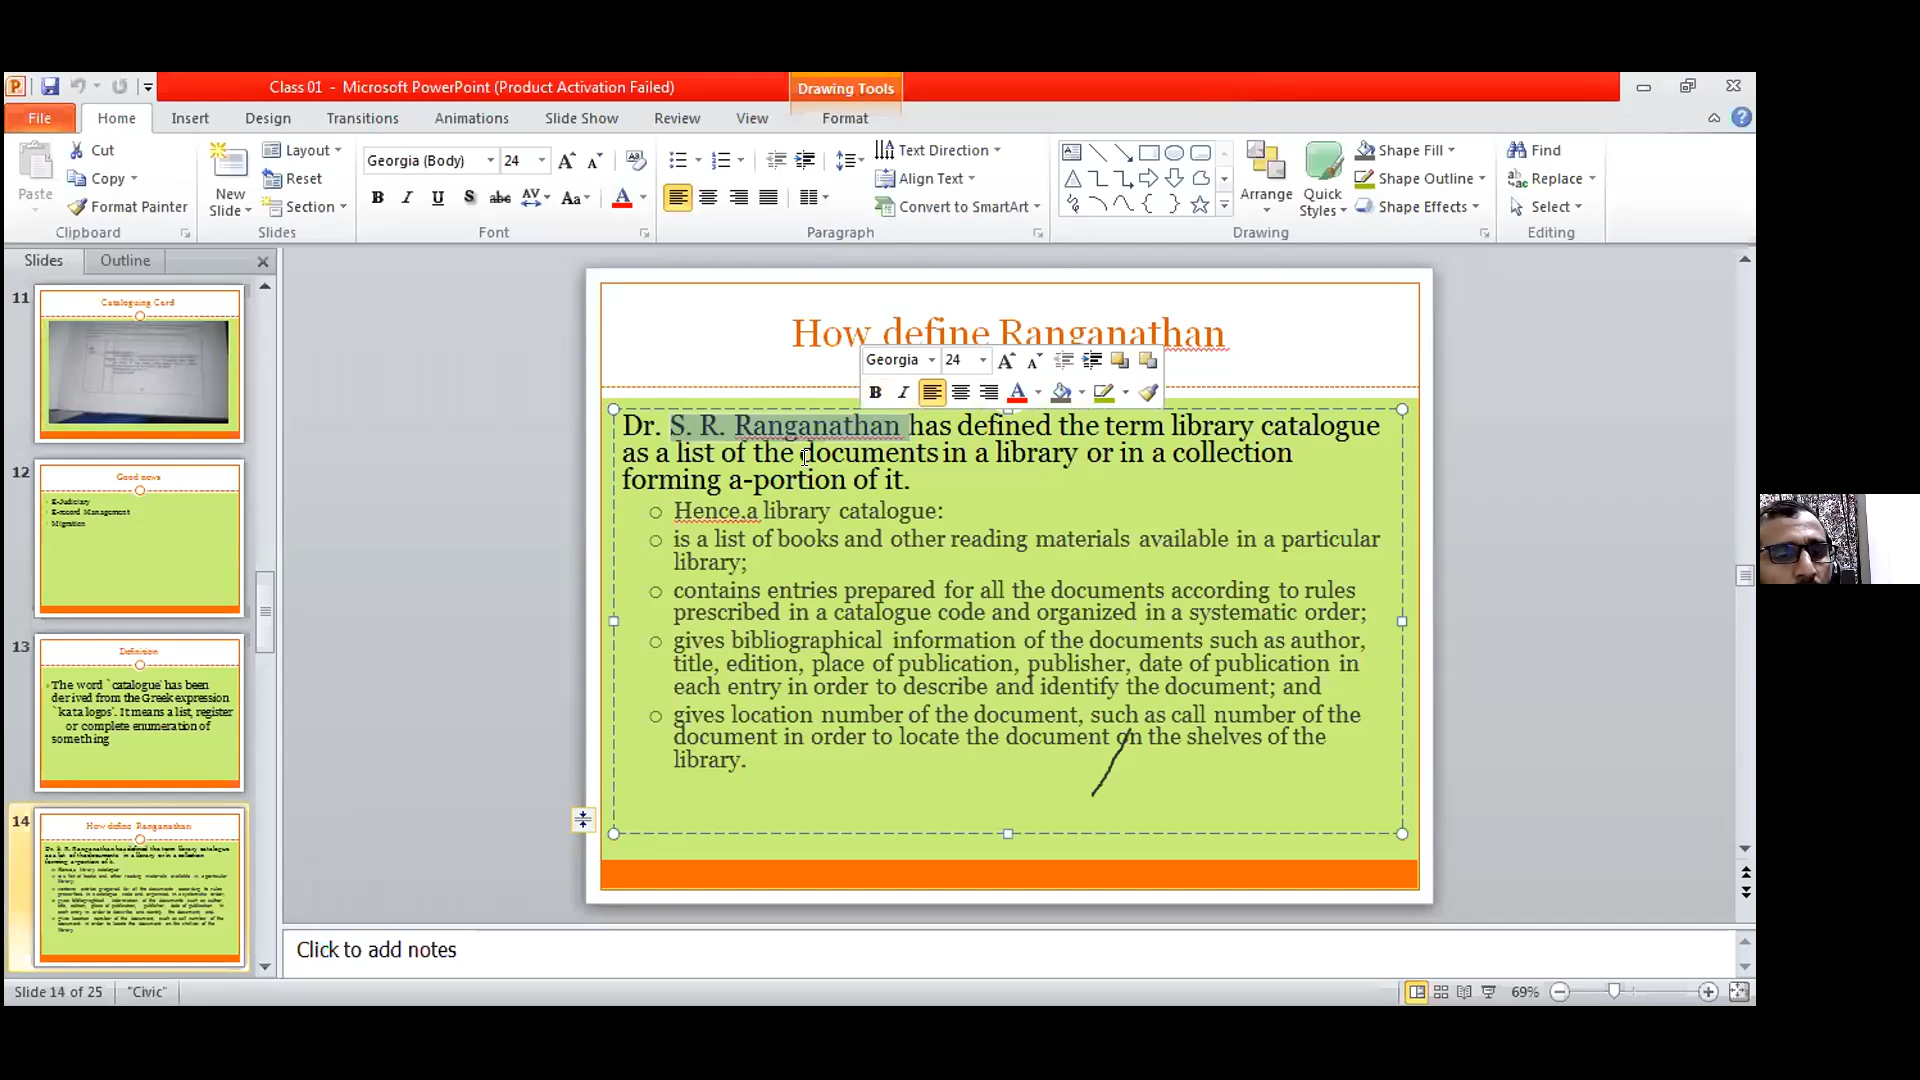 Class 01 - Microsoft PowerPoint (Product Activation Failed)
Drawing Tools
File Home Insert Design Transitions Animations Slide Show Review View Format
Paste
Cut
Copy
Format Painter
Clipboard
New Slide
Layout
Reset
Section
Slides
Georgia (Body) 24
Font
Text Direction
Align Text
Convert to SmartArt
Paragraph
Arrange
Quick Styles
Shape Fill
Shape Outline
Shape Effects
Drawing
Find
Replace
Select
Editing
Slides Outline
11
Cataloguing Card
12
Good news
E-Judiciary
E-record Management
Migration
13
Definition
The word `catalogue' has been
derived from the Greek expression
`kata logos'. It means a list, register
or complete enumeration of
something
14
How define Ranganathan
How define Ranganathan
Georgia 24
Dr. S. R. Ranganathan has defined the term library catalogue
as a list of the documents in a library or in a collection
forming a-portion of it.
Hence,a library catalogue:
is a list of books and other reading materials available in a particular
library;
contains entries prepared for all the documents according to rules
prescribed in a catalogue code and organized in a systematic order;
gives bibliographical information of the documents such as author,
title, edition, place of publication, publisher, date of publication in
each entry in order to describe and identify the document; and
gives location number of the document, such as call number of the
document in order to locate the document on the shelves of the
library.
Click to add notes
Slide 14 of 25 "Civic" 69%